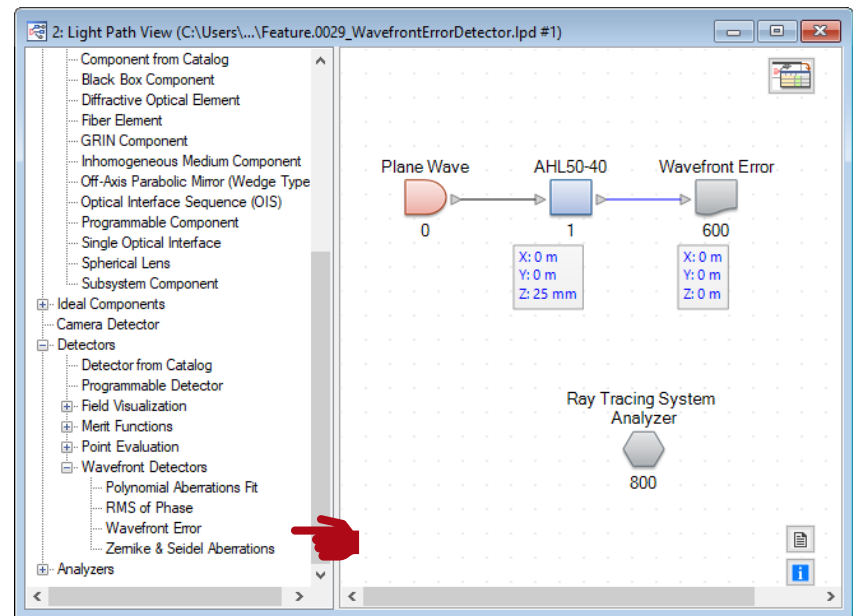 2: Light Path View (C:\Users\...\Feature.0029_WavefrontErrorDetector.lpd #1)
Component from Catalog
Black Box Component
Diffractive Optical Element
Fiber Element
GRIN Component
Inhomogeneous Medium Component
Off-Axis Parabolic Mirror (Wedge Type
Optical Interface Sequence (OIS)
Programmable Component
Single Optical Interface
Spherical Lens
Subsystem Component
Ideal Components
Camera Detector
Detectors
Detector from Catalog
Programmable Detector
Field Visualization
Merit Functions
Point Evaluation
Wavefront Detectors
Polynomial Aberrations Fit
RMS of Phase
Wavefront Error
Zernike & Seidel Aberrations
Analyzers
Plane Wave
0
AHL50-40
1
X: 0 m
Y: 0 m
Z: 25 mm
Wavefront Error
600
X: 0 m
Y: 0 m
Z: 0 m
Ray Tracing System
Analyzer
800